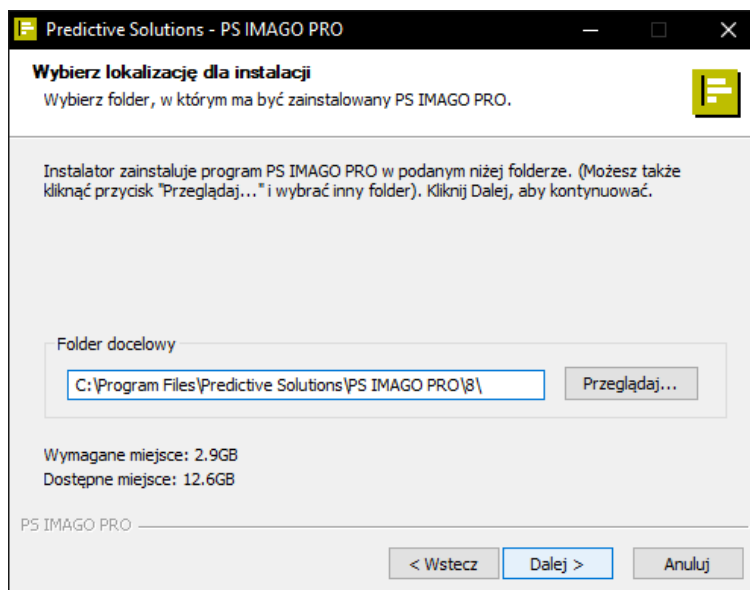 Predictive Solutions - PS IMAGO PRO
Wybierz lokalizację dla instalacji
Wybierz folder, w którym ma być zainstalowany PS IMAGO PRO.
Instalator zainstaluje program PS IMAGO PRO w podanym niżej folderze. (Możesz także
kliknąć przycisk "Przeglądaj..." i wybrać inny folder). Kliknij Dalej, aby kontynuować.
Folder docelowy
C:\Program Files\Predictive Solutions\PS IMAGO PRO\8\
Przeglądaj...
Wymagane miejsce: 2.9GB
Dostępne miejsce: 12.6GB
PS IMAGO PRO
< Wstecz
Dalej >
Anuluj